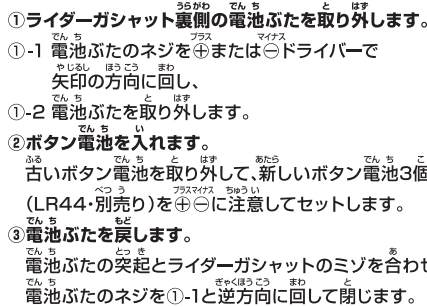 ①ライダーガシャット裏側の電池ぶたを取り外します。
①-1 電池ぶたのネジを⊕または⊖ドライバーで
矢印の方向に回し、
①-2 電池ぶたを取り外します。
②ボタン電池を入れます。
古いボタン電池を取り外して、新しいボタン電池3個
(LR44・別売り)を⊕⊖に注意してセットします。
③電池ぶたを戻します。
電池ぶたの突起とライダーガシャットのミゾを合わせ
電池ぶたのネジを①-1と逆方向に回して閉じます。